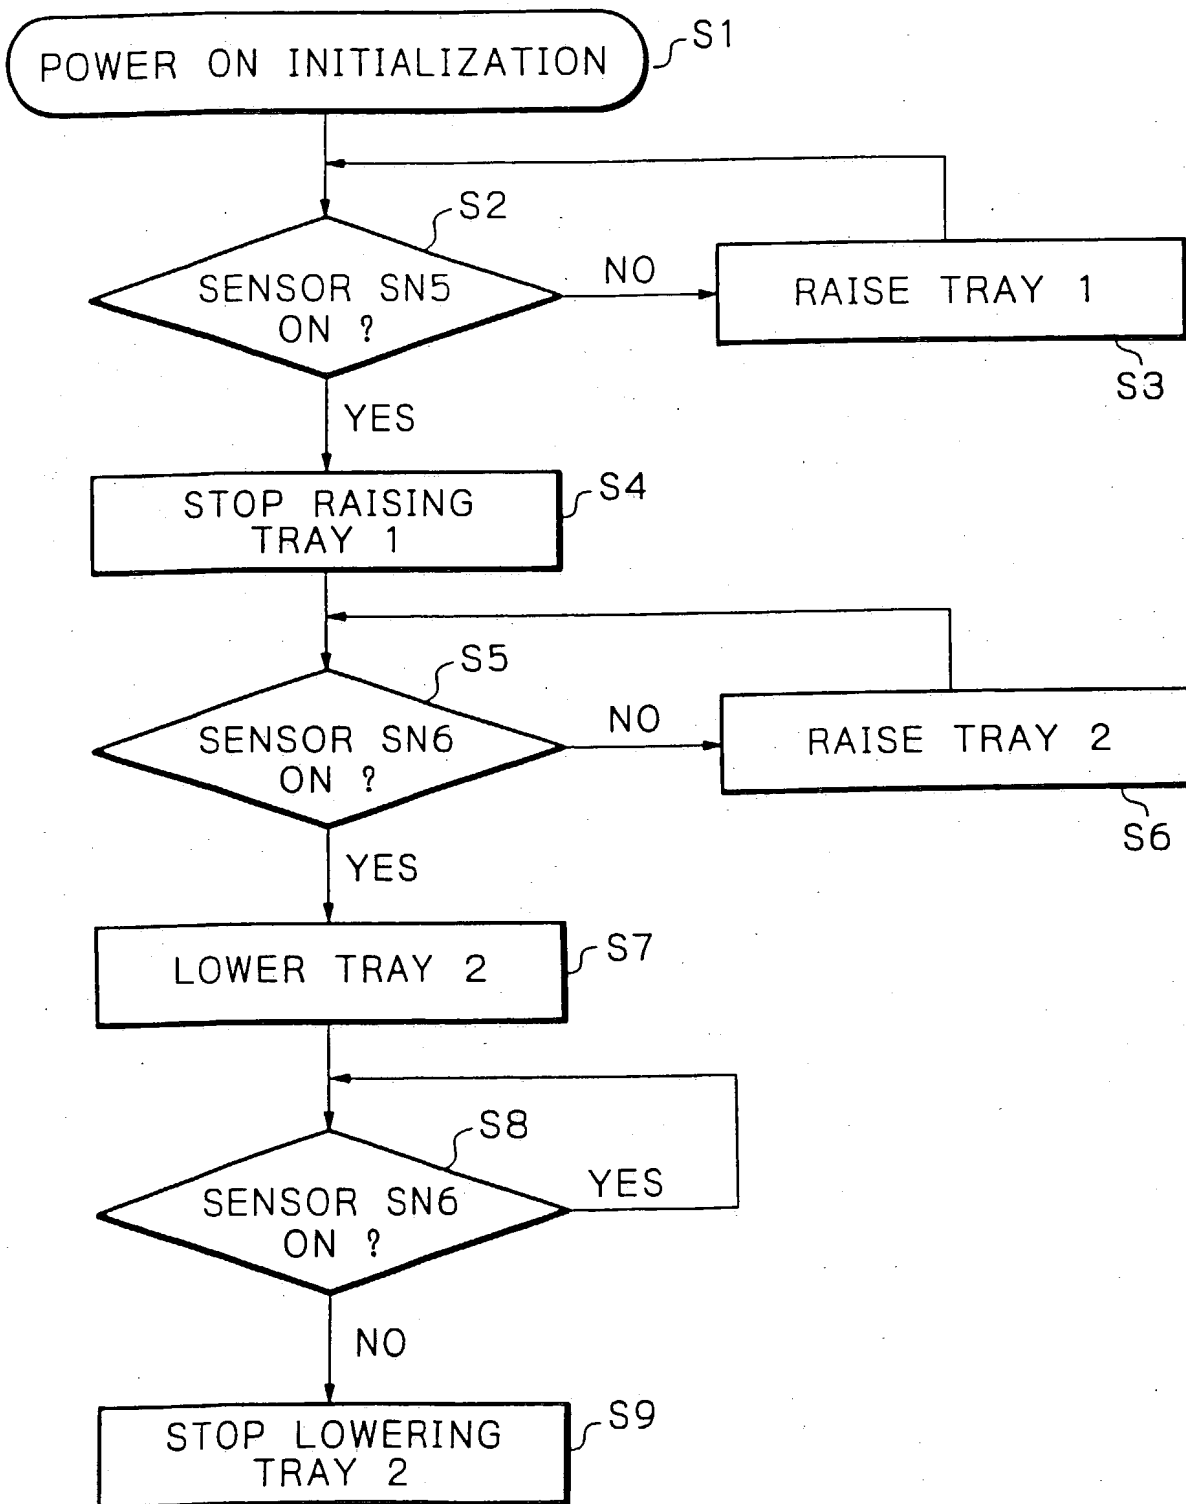 POWER ON INITIALIZATION
S1
S2
SENSOR SN5
ON ?
NO
RAISE TRAY 1
S3
YES
STOP RAISING
TRAY 1
S4
S5
SENSOR SN6
ON ?
NO
RAISE TRAY 2
S6
YES
LOWER TRAY 2
S7
S8
SENSOR SN6
ON ?
YES
NO
STOP LOWERING
TRAY 2
S9